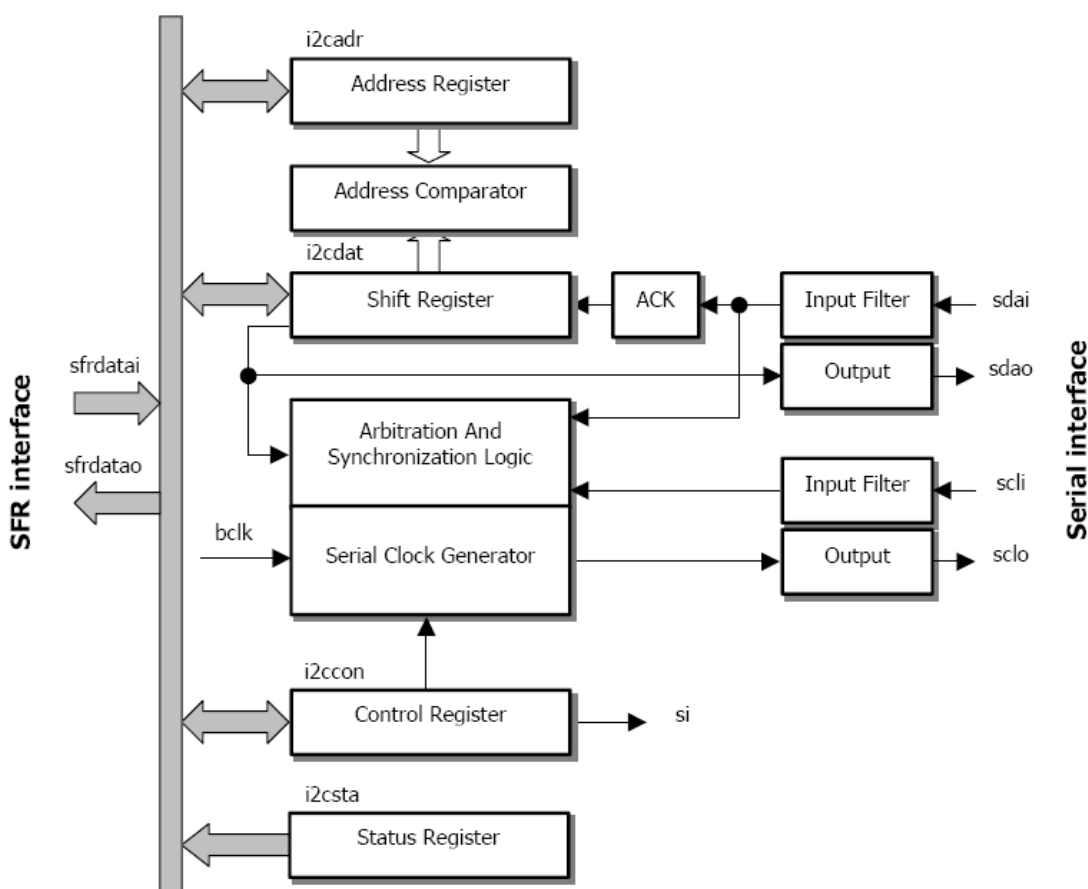 i2cadr
Address Register
Address Comparator
i2cdat
Shift Register
ACK
Input Filter
sdai
Output
sdao
sfrdatai
SFR interface
sfrdatao
Serial interface
Arbitration And
Synchronization Logic
Input Filter
scli
bclk
Serial Clock Generator
Output
sclo
i2ccon
Control Register
si
i2csta
Status Register